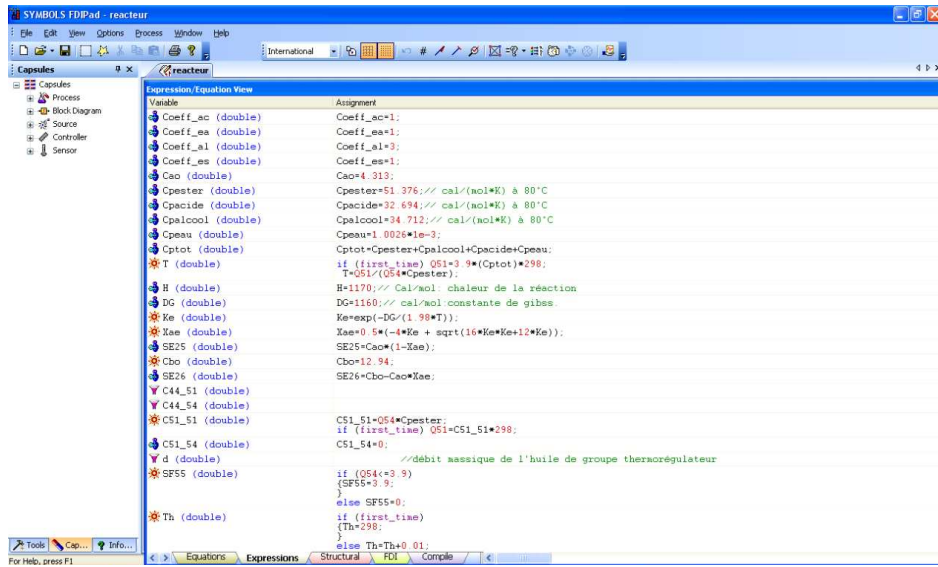 SYMBOLS FDIPad - reacteur
File Edit View Options Process Window Help
International
Capsules
reacteur
Capsules
Process
Block Diagram
Source
Controller
Sensor
Expression/Equation View
Variable Assignment
Coeff_ac (double) Coeff_ac=1;
Coeff_ea (double) Coeff_ea=1;
Coeff_al (double) Coeff_al=3;
Coeff_es (double) Coeff_es=1;
Cao (double) Cao=4.313;
Cpester (double) Cpester=51.376;// cal/(mol*K) à 80°C
Cpacide (double) Cpacide=32.694;// cal/(mol*K) à 80°C
Cpalcool (double) Cpalcool=34.712;// cal/(mol*K) à 80°C
Cpeau (double) Cpeau=1.0026*1e-3;
Cptot (double) Cptot=Cpester+Cpalcool+Cpacide+Cpeau;
T (double) if (first_time) Q51=3.9*(Cptot)*298;
T=Q51/(Q54*Cpester);
H (double) H=1170;// Cal/mol: chaleur de la réaction
DG (double) DG=1160;// cal/mol:constante de gibss.
Ke (double) Ke=exp(-DG/(1.98*T));
Xae (double) Xae=0.5*(-4*Ke + sqrt(16*Ke*Ke+12*Ke));
SE25 (double) SE25=Cao*(1-Xae);
Cbo (double) Cbo=12.94;
SE26 (double) SE26=Cbo-Cao*Xae;
C44_51 (double)
C44_54 (double)
C51_51 (double) C51_51=Q54*Cpester;
if (first_time) Q51=C51_51*298;
C51_54 (double) C51_54=0;
d (double) //débit massique de l'huile de groupe thermorégulateur
SF55 (double) if (Q54<=3.9)
{SF55=3.9;
}
else SF55=0;
Th (double) if (first_time)
{Th=298;
}
else Th=Th+0.01;
Tools Cap... Info...
Equations Expressions Structural FDI Compile
For Help, press F1